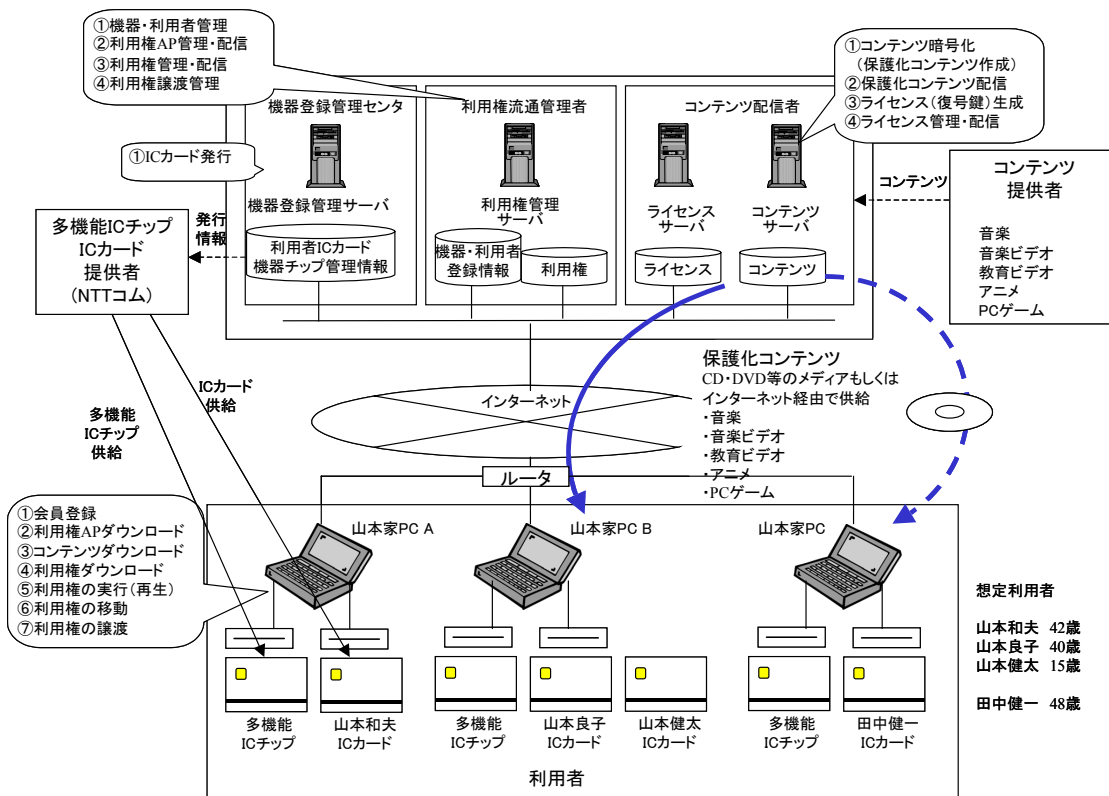 ①機器・利用者管理
②利用権AP管理・配信
③利用権管理・配信
④利用権譲渡管理
①コンテンツ暗号化
(保護化コンテンツ作成)
②保護化コンテンツ配信
③ライセンス(復号鍵)生成
④ライセンス管理・配信
機器登録管理センタ
利用権流通管理者
コンテンツ配信者
①ICカード発行
機器登録管理サーバ
利用権管理
サーバ
ライセンス
サーバ
コンテンツ
サーバ
利用者ICカード
機器チップ管理情報
機器・利用者
登録情報
利用権
ライセンス
コンテンツ
コンテンツ
コンテンツ
提供者
音楽
音楽ビデオ
教育ビデオ
アニメ
PCゲーム
発行
情報
多機能ICチップ
ICカード
提供者
(NTTコム)
ICカード
供給
多機能
ICチップ
供給
インターネット
保護化コンテンツ
CD・DVD等のメディアもしくは
インターネット経由で供給
・音楽
・音楽ビデオ
・教育ビデオ
・アニメ
・PCゲーム
ルータ
①会員登録
②利用権APダウンロード
③コンテンツダウンロード
④利用権ダウンロード
⑤利用権の実行(再生)
⑥利用権の移動
⑦利用権の譲渡
山本家PC A
山本家PC B
山本家PC
想定利用者
山本和夫 42歳
山本良子 40歳
山本健太 15歳
田中健一 48歳
多機能
ICチップ
山本和夫
ICカード
多機能
ICチップ
山本良子
ICカード
山本健太
ICカード
多機能
ICチップ
田中健一
ICカード
利用者